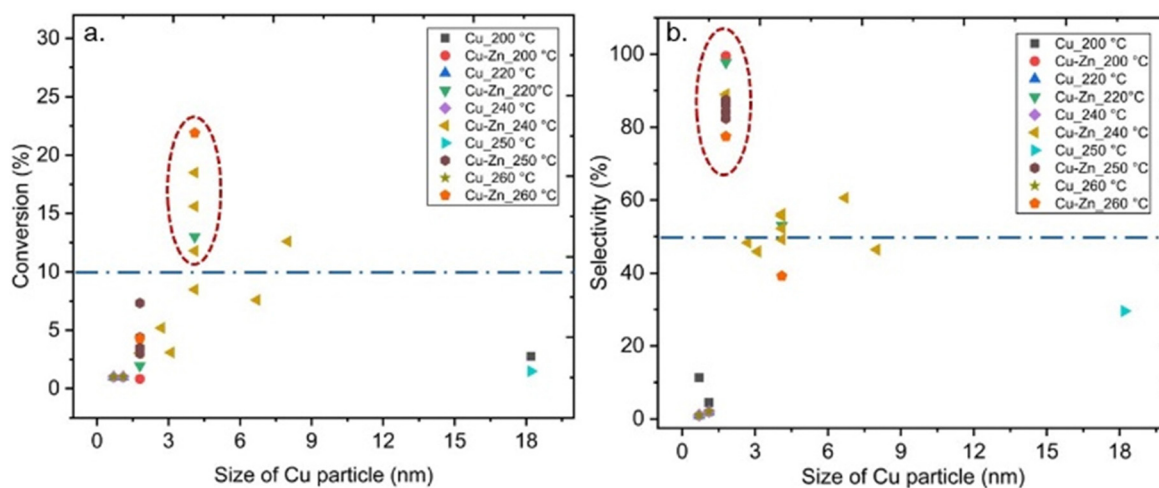 a.
30
25
20
15
10
5
0
Conversion (%)
0 3 6 9 12 15 18
Size of Cu particle (nm)
Cu_200 °C
Cu-Zn_200 °C
Cu_220 °C
Cu-Zn_220°C
Cu_240 °C
Cu-Zn_240 °C
Cu_250 °C
Cu-Zn_250 °C
Cu_260 °C
Cu-Zn_260 °C
b.
100
80
60
40
20
0
Selectivity (%)
0 3 6 9 12 15 18
Size of Cu particle (nm)
Cu_200 °C
Cu-Zn_200 °C
Cu_220 °C
Cu-Zn_220°C
Cu_240 °C
Cu-Zn_240 °C
Cu_250 °C
Cu-Zn_250 °C
Cu_260 °C
Cu-Zn_260 °C